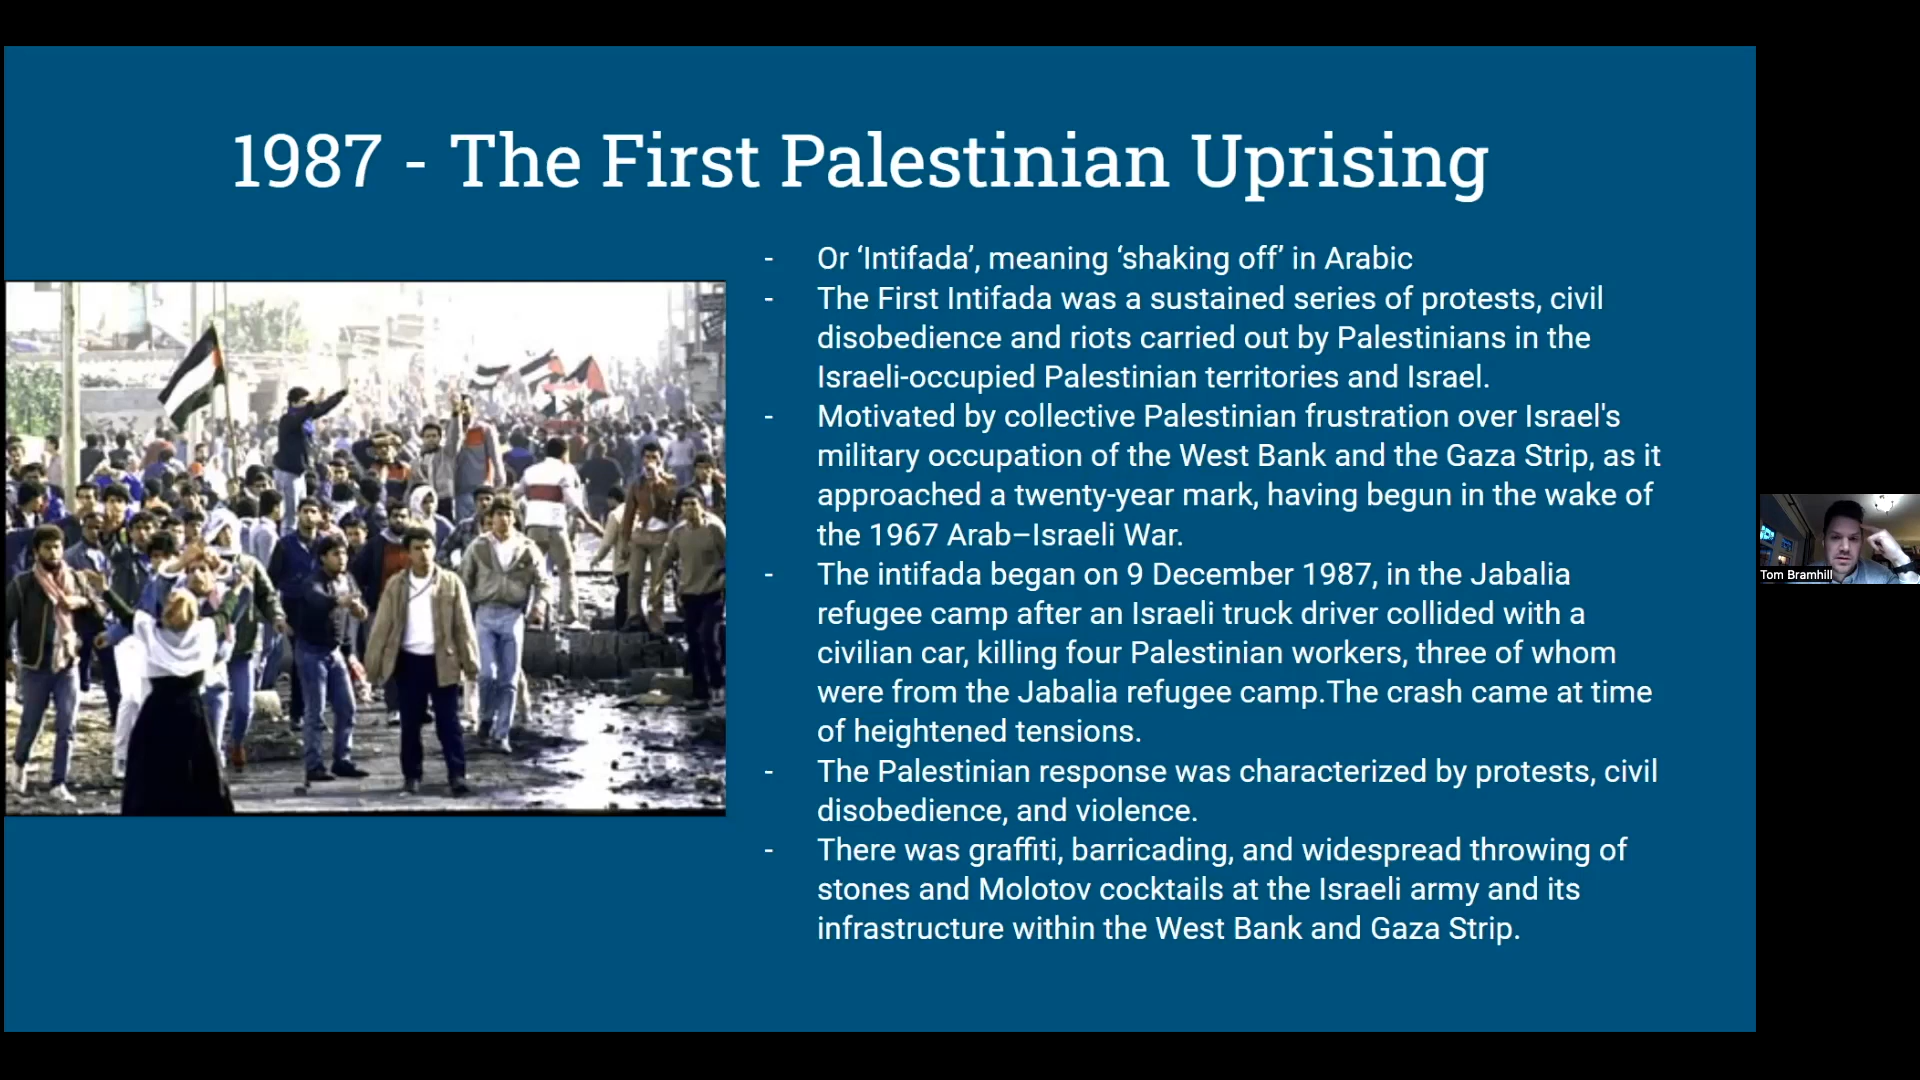 1987 - The First Palestinian Uprising
- Or ‘Intifada’, meaning ‘shaking off’ in Arabic
- The First Intifada was a sustained series of protests, civil
disobedience and riots carried out by Palestinians in the
Israeli-occupied Palestinian territories and Israel.
- Motivated by collective Palestinian frustration over Israel's
military occupation of the West Bank and the Gaza Strip, as it
approached a twenty-year mark, having begun in the wake of
the 1967 Arab–Israeli War.
- The intifada began on 9 December 1987, in the Jabalia
refugee camp after an Israeli truck driver collided with a
civilian car, killing four Palestinian workers, three of whom
were from the Jabalia refugee camp.The crash came at time
of heightened tensions.
- The Palestinian response was characterized by protests, civil
disobedience, and violence.
- There was graffiti, barricading, and widespread throwing of
stones and Molotov cocktails at the Israeli army and its
infrastructure within the West Bank and Gaza Strip.
Tom Bramhill